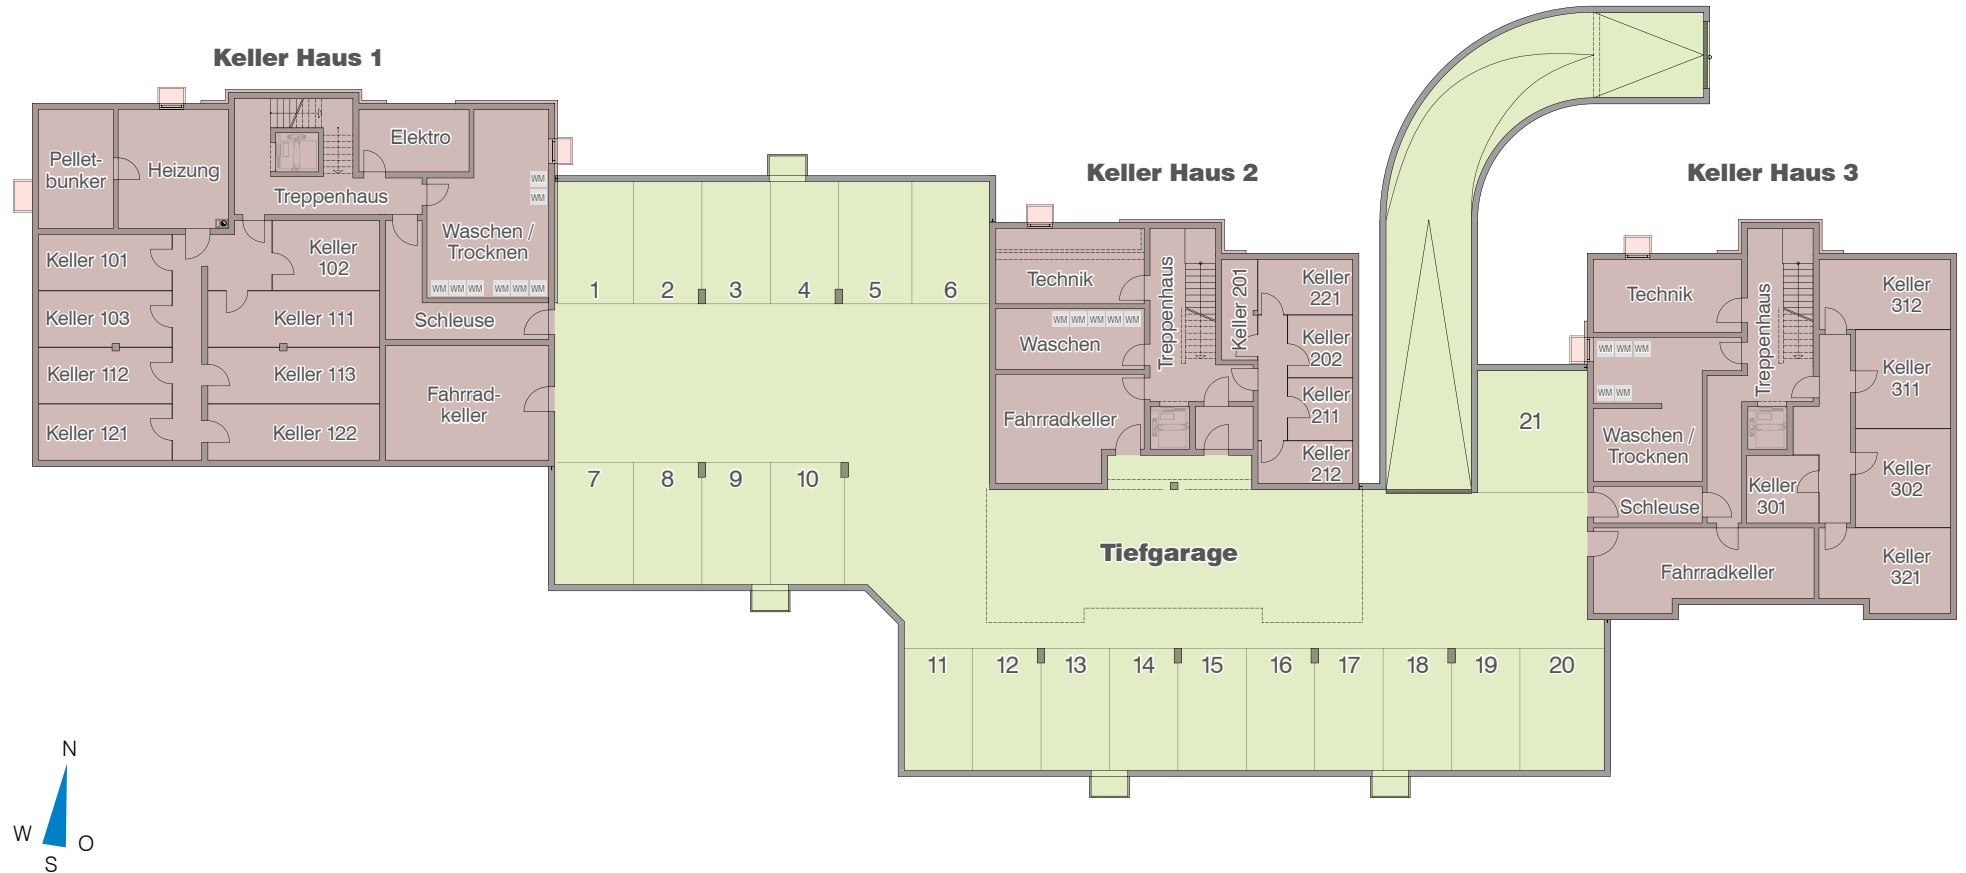 Keller Haus 1
Pellet-
bunker
Heizung
Elektro
Treppenhaus
WM
WM
Waschen /
Trocknen
WM WM WM WM WM WM
Keller 101
Keller
102
Keller 103
Keller 111
Schleuse
Keller 112
Keller 113
Keller 121
Keller 122
Fahrrad-
keller
1 2 3 4 5 6
7 8 9 10
Keller Haus 2
Technik
WM WM WM WM WM
Waschen
Fahrradkeller
Treppenhaus
Keller 201
Keller
221
Keller
202
Keller
211
Keller
212
Tiefgarage
11 12 13 14 15 16 17 18 19 20
21
Keller Haus 3
Technik
WM WM WM
WM WM
Waschen /
Trocknen
Treppenhaus
Schleuse
Keller
301
Fahrradkeller
Keller
312
Keller
311
Keller
302
Keller
321
N
W
O
S